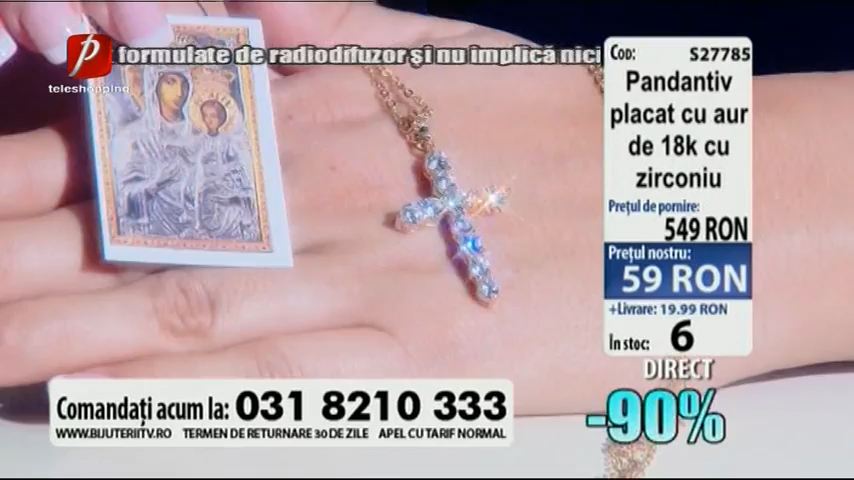 p
teleshopping
formulate de radiodifuzor și nu implică nici
COD: S27785
Pandantiv
placat cu aur
de 18k cu
zirconiu
Prețul de pornire:
549 RON
Prețul nostru:
59 RON
+Livrare: 19.99 RON
În stoc: 6
DIRECT
-90%
Comandați acum la: 031 8210 333
WWW.BIJUTERIITV.RO TERMEN DE RETURNARE 30 DE ZILE APEL CU TARIF NORMAL